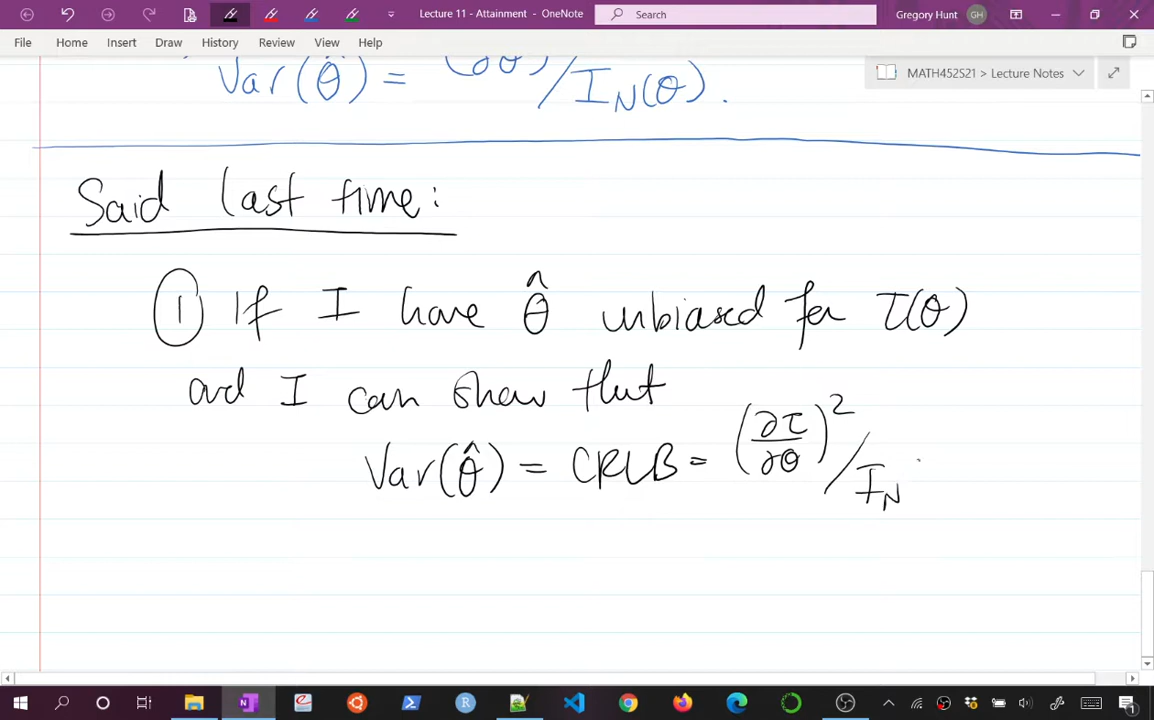 Lecture 11 - Attainment - OneNote
Search
Gregory Hunt
GH
File Home Insert Draw History Review View Help
MATH452S21 > Lecture Notes
Var(θ̂) = (∂θ) / I_N(θ).
Said last time:
① If I have θ̂ unbiased for τ(θ)
and I can show that
Var(θ̂) = CRLB = (∂τ/∂θ)² / I_N